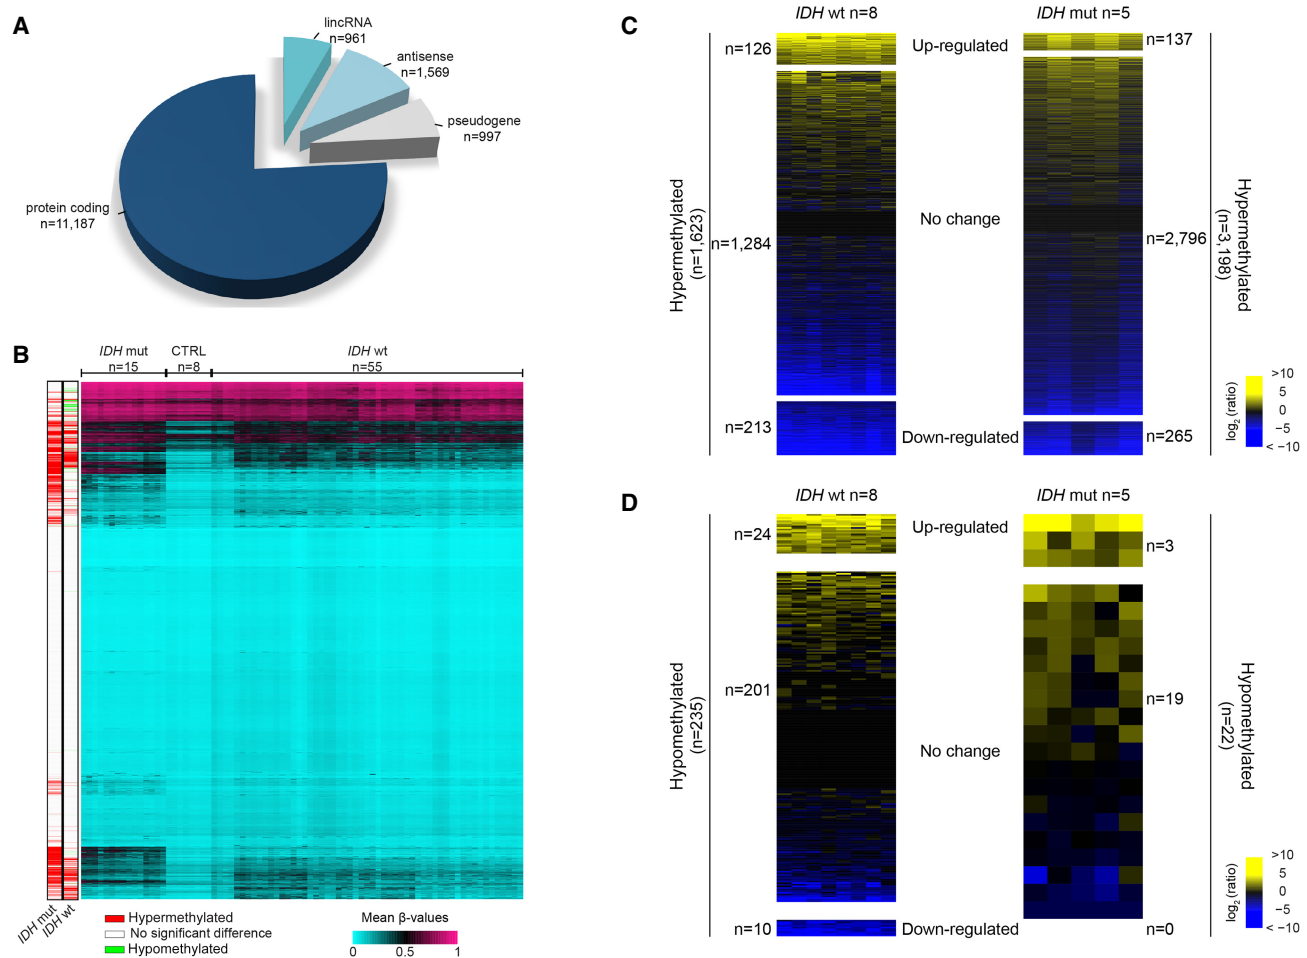 A
lincRNA
n=961
antisense
n=1,569
pseudogene
n=997
protein coding
n=11,187
B
IDH mut
n=15
CTRL
n=8
IDH wt
n=55
IDH mut
IDH wt
Hypermethylated
No significant difference
Hypomethylated
Mean β-values
0 0.5 1
C
IDH wt n=8
IDH mut n=5
n=126
Up-regulated
n=137
Hypermethylated
(n=1,623)
n=1,284
No change
n=2,796
Hypermethylated
(n=3,198)
n=213
Down-regulated
n=265
>10
5
0
−5
< −10
log2 (ratio)
D
IDH wt n=8
IDH mut n=5
n=24
Up-regulated
n=3
Hypomethylated
(n=235)
n=201
No change
n=19
Hypomethylated
(n=22)
n=10
Down-regulated
n=0
>10
5
0
−5
< −10
log2 (ratio)